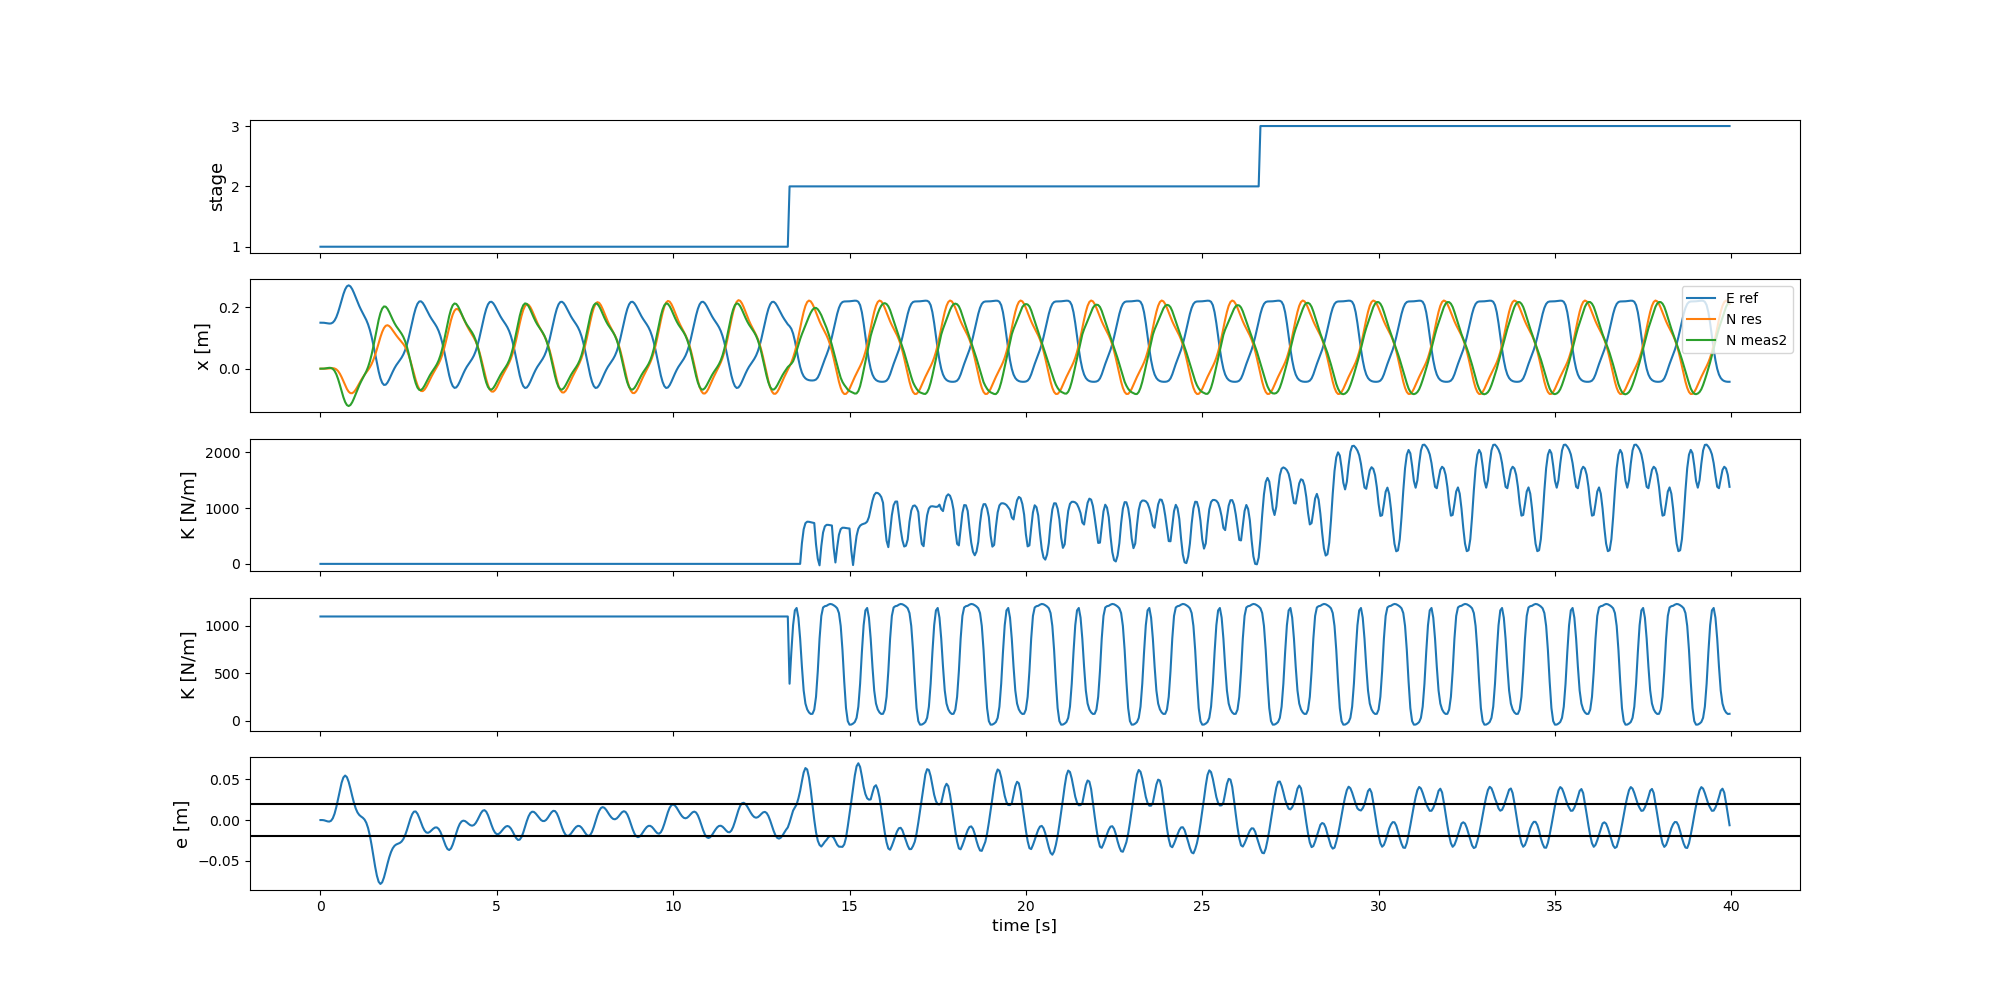 3
2
1
stage
0.2
0.0
x [m]
E ref
N res
N meas2
2000
1000
0
K [N/m]
1000
500
0
K [N/m]
0.05
0.00
−0.05
e [m]
0 5 10 15 20 25 30 35 40
time [s]